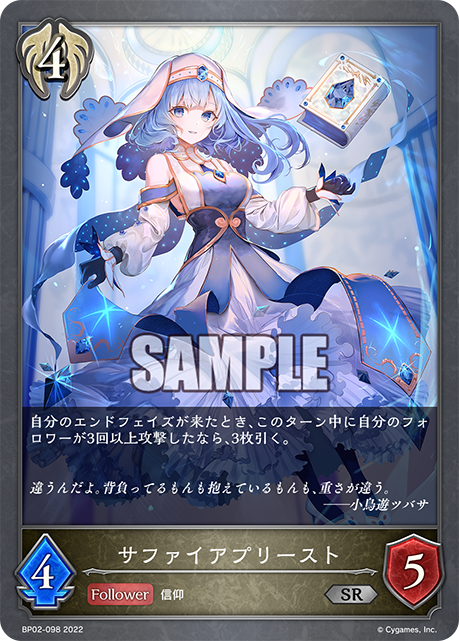 4
SAMPLE
自分のエンドフェイズが来たとき、このターン中に自分のフォ
ロワーが3回以上攻撃したなら、3枚引く。
違うんだよ。背負ってるもんも抱えているもんも、重さが違う。
――小鳥遊ツバサ
サファイアプリースト
4
Follower 信仰
SR
5
BP02-098 2022
© Cygames, Inc.